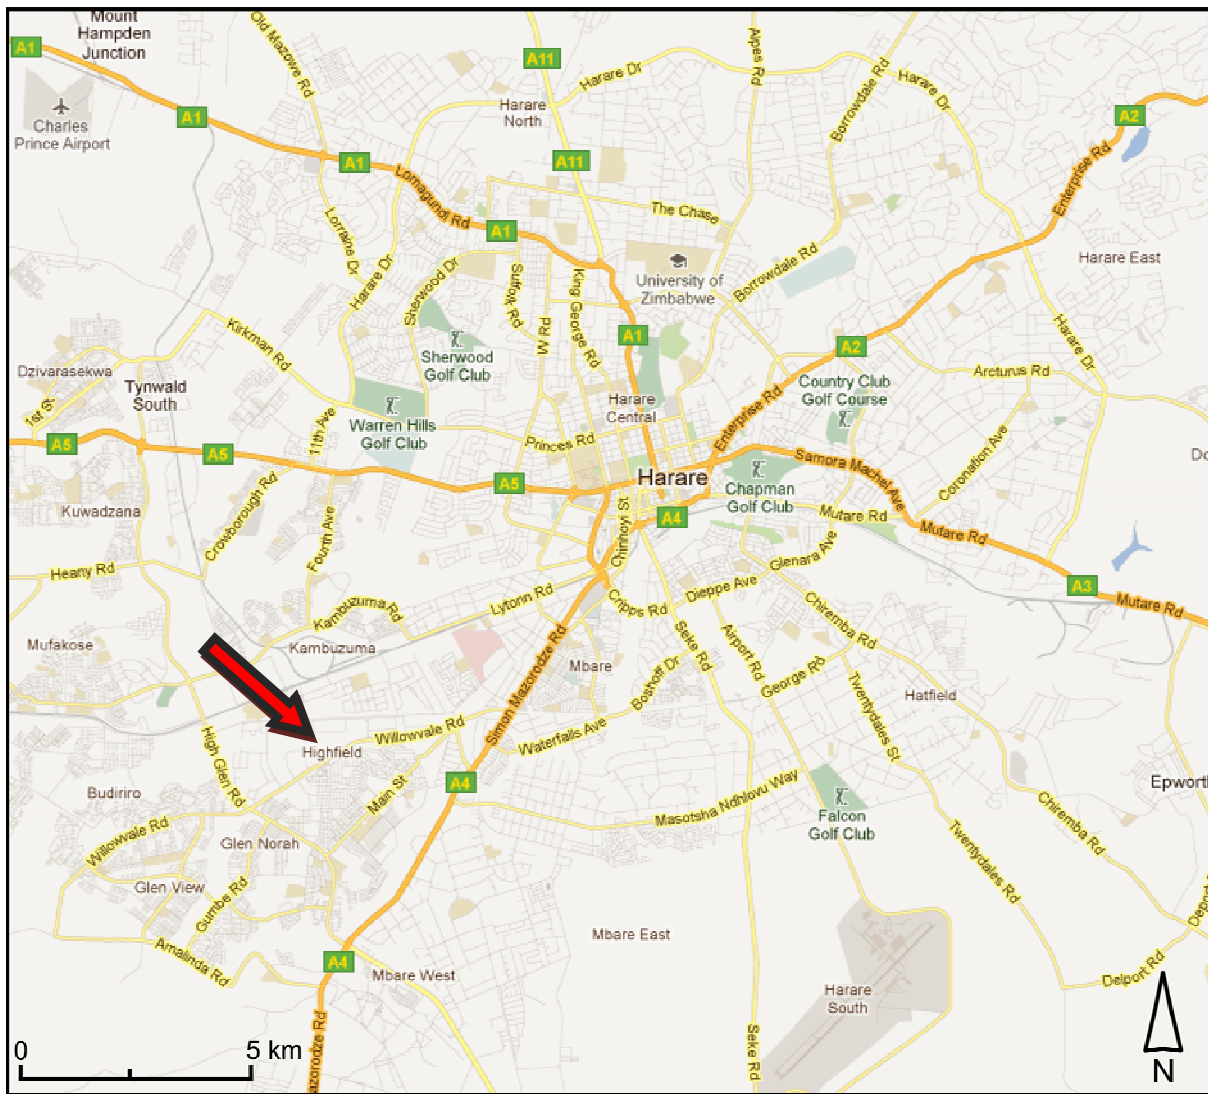 Mount
Hampden
Junction
A1
Charles
Prince Airport
A1
Old Mazowe Rd
A1
Lomagundi Rd
A11
Harare Dr
Harare
North
A11
Alpes Rd
Borrowdale Rd
Harare Dr
A2
Enterprise Rd
Harare East
The Chase
A1
Lorraine Dr
Harare Dr
Sherwood Dr
Suffolk Rd
King George Rd
W Rd
University of
Zimbabwe
Borrowdale Rd
A1
A2
Kirkman Rd
Sherwood
Golf Club
Harare Dr
Arcturus Rd
Dzivarasekwa
Tynwald
South
1st St
Warren Hills
Golf Club
Harare
Central
Country Club
Golf Course
Enterprise Rd
11th Ave
Princes Rd
A5
A5
A5
Harare
Samora Machel Ave
Coronation Ave
Do
Chapman
Golf Club
Kuwadzana
Crowborough Rd
Fourth Ave
Chinhoyi St
A4
Mutare Rd
Mutare Rd
Heany Rd
Glenara Ave
Dieppe Ave
A3
Mutare Rd
Kambuzuma Rd
Lytonn Rd
Cripps Rd
Chiremba Rd
Mufakose
Kambuzuma
Seke Rd
Airport Rd
Mbare
Simon Mazorodze Rd
Boshoff Dr
George Rd
Hatfield
Twentydales St
High Glen Rd
Highfield
Willowvale Rd
Waterfalls Ave
A4
Main St
Masotsha Ndhlovu Way
Falcon
Golf Club
Epworth
Budiriro
Chiremba Rd
Willowvale Rd
Glen Norah
Twentydales Rd
Glen View
Gumbe Rd
Amalinda Rd
Mbare East
A4
Mbare West
Delport Rd
Harare
South
Seke Rd
0
5 km
N